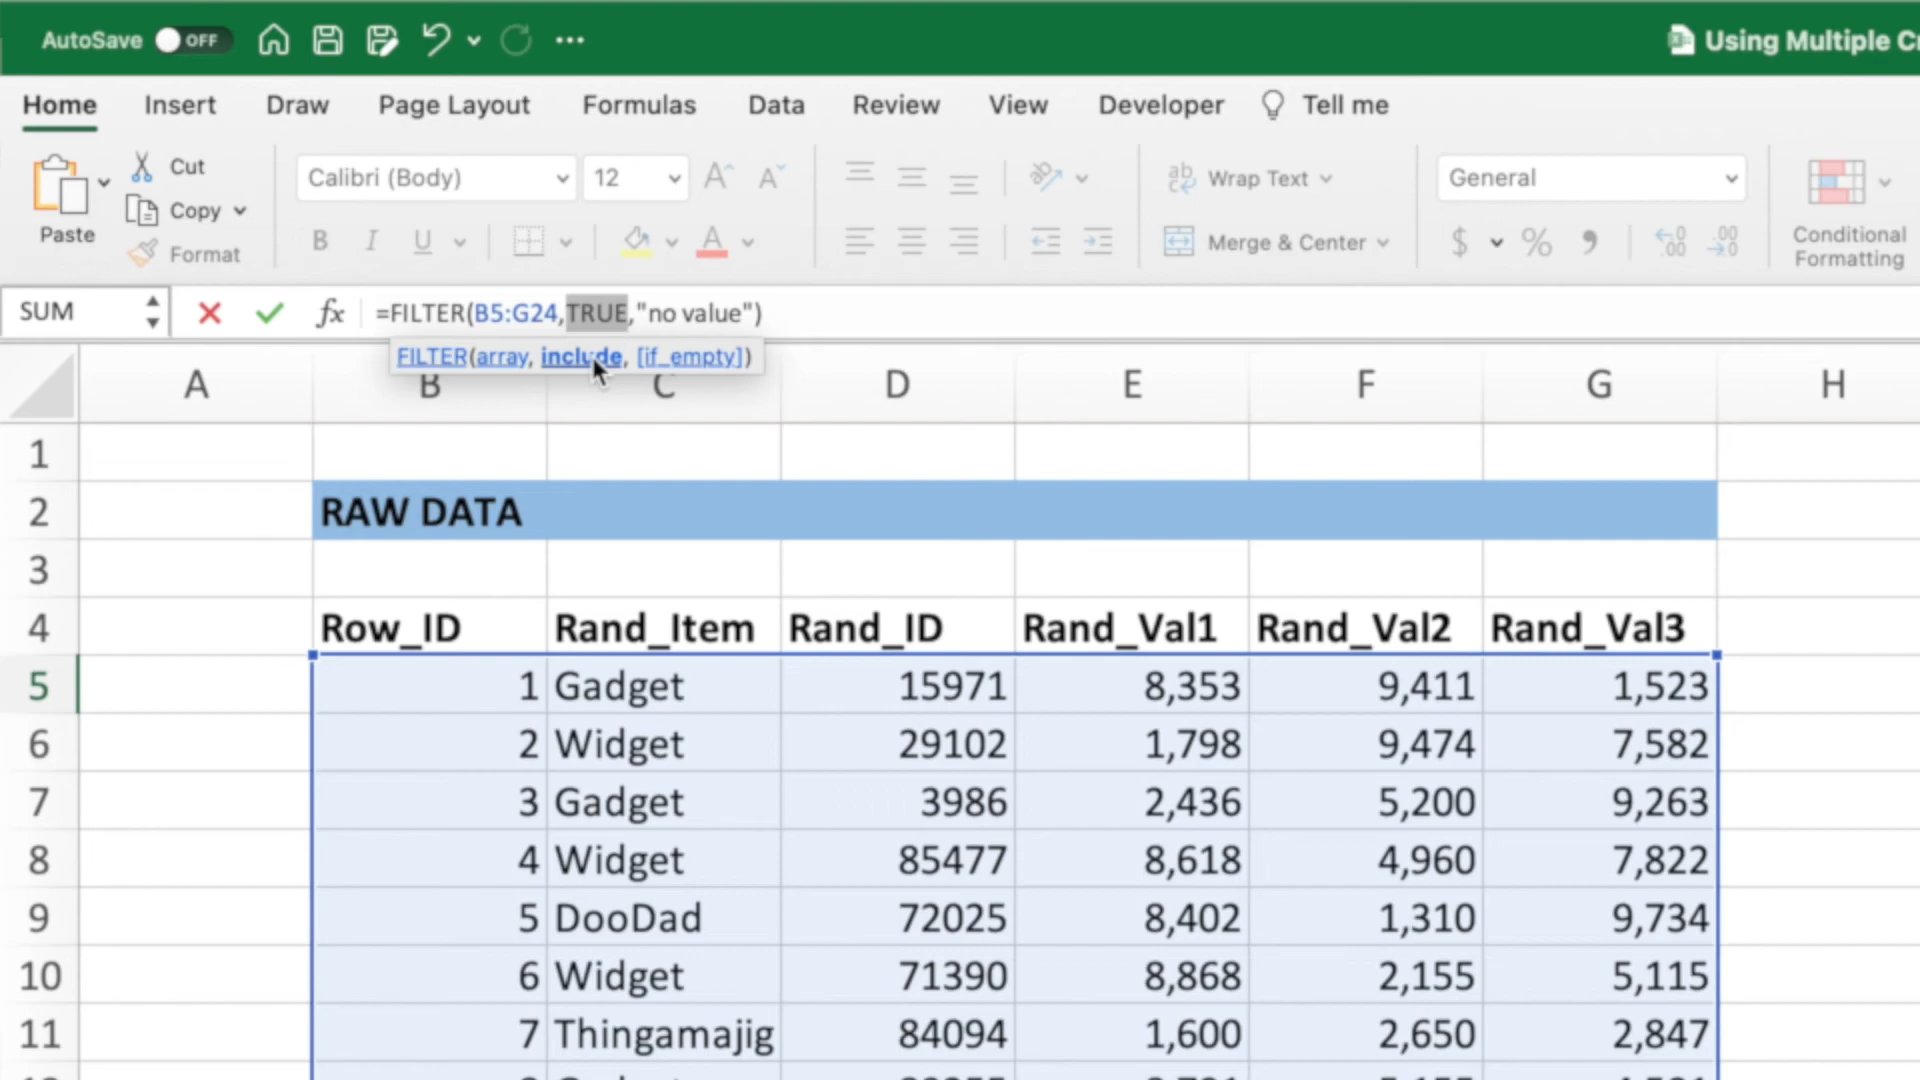 AutoSave OFF Using Multiple C
Home Insert Draw Page Layout Formulas Data Review View Developer Tell me
Cut
Calibri (Body) 12 Wrap Text General
Copy
Paste
B I U Merge & Center $ % Conditional
Format Formatting
SUM fx =FILTER(B5:G24,TRUE,"no value")
FILTER(array, include, [if_empty])
A B C D E F G H
1
2 RAW DATA
3
4 Row_ID Rand_Item Rand_ID Rand_Val1 Rand_Val2 Rand_Val3
5 1 Gadget 15971 8,353 9,411 1,523
6 2 Widget 29102 1,798 9,474 7,582
7 3 Gadget 3986 2,436 5,200 9,263
8 4 Widget 85477 8,618 4,960 7,822
9 5 DooDad 72025 8,402 1,310 9,734
10 6 Widget 71390 8,868 2,155 5,115
11 7 Thingamajig 84094 1,600 2,650 2,847